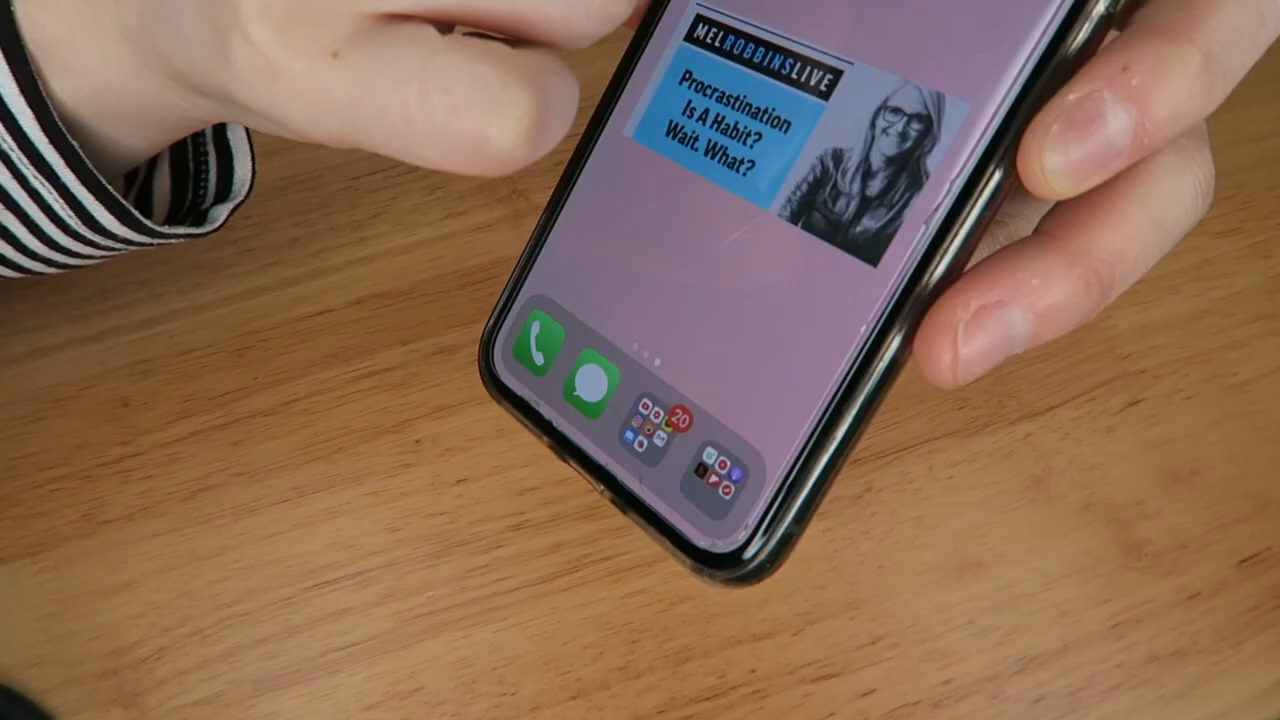 MELROBBINSLIVE
Procrastination
Is A Habit?
Wait. What?
20